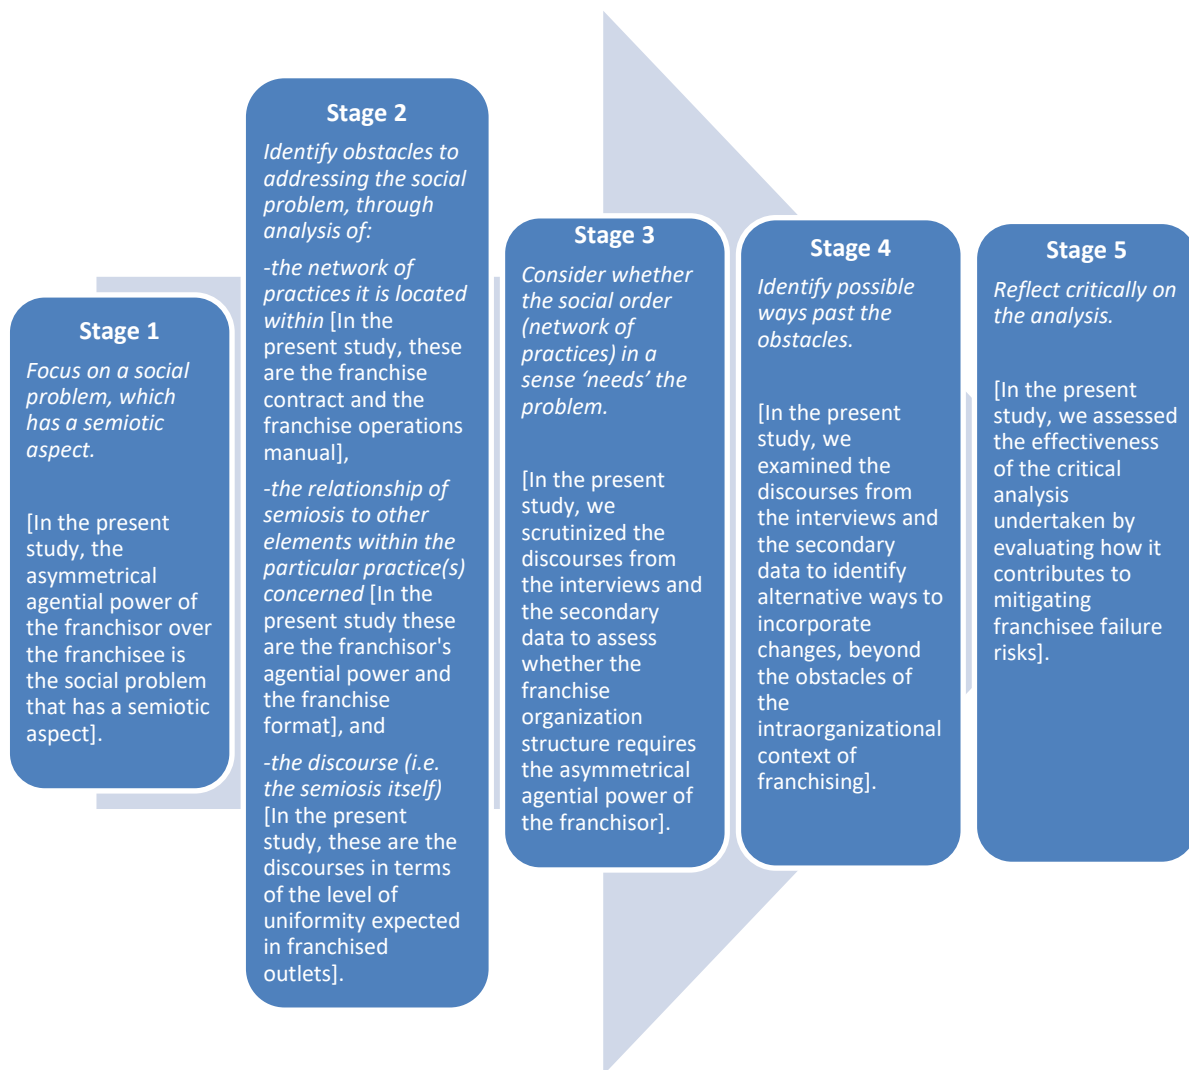 Stage 1
Focus on a social
problem, which
has a semiotic
aspect.
[In the present
study, the
asymmetrical
agential power of
the franchisor over
the franchisee is
the social problem
that has a semiotic
aspect].
Stage 2
Identify obstacles to
addressing the social
problem, through
analysis of:
-the network of
practices it is located
within [In the
present study, these
are the franchise
contract and the
franchise operations
manual],
-the relationship of
semiosis to other
elements within the
particular practice(s)
concerned [In the
present study these
are the franchisor's
agential power and
the franchise
format], and
-the discourse (i.e.
the semiosis itself)
[In the present
study, these are the
discourses in terms
of the level of
uniformity expected
in franchised
outlets].
Stage 3
Consider whether
the social order
(network of
practices) in a
sense ‘needs’ the
problem.
[In the present
study, we
scrutinized the
discourses from
the interviews and
the secondary
data to assess
whether the
franchise
organization
structure requires
the asymmetrical
agential power of
the franchisor].
Stage 4
Identify possible
ways past the
obstacles.
[In the present
study, we
examined the
discourses from
the interviews and
the secondary
data to identify
alternative ways to
incorporate
changes, beyond
the obstacles of
the
intraorganizational
context of
franchising].
Stage 5
Reflect critically on
the analysis.
[In the present
study, we assessed
the effectiveness
of the critical
analysis
undertaken by
evaluating how it
contributes to
mitigating
franchisee failure
risks].